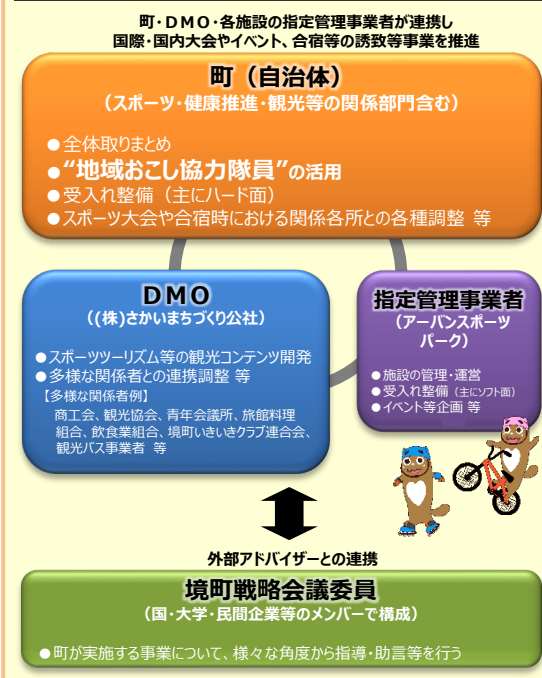 町・DMO・各施設の指定管理事業者が連携し
国際・国内大会やイベント、合宿等の誘致等事業を推進
町（自治体）
（スポーツ・健康推進・観光等の関係部門含む）
●全体取りまとめ
●“地域おこし協力隊員”の活用
●受入れ整備（主にハード面）
●スポーツ大会や合宿時における関係各所との各種調整 等
DMO
（(株)さかいまちづくり公社）
●スポーツツーリズム等の観光コンテンツ開発
●多様な関係者との連携調整 等
【多様な関係者例】
商工会、観光協会、青年会議所、旅館料理
組合、飲食業組合、境町いきいきクラブ連合会、
観光バス事業者 等
指定管理事業者
（アーバンスポーツ
パーク）
●施設の管理・運営
●受入れ整備（主にソフト面）
●イベント等企画 等
外部アドバイザーとの連携
境町戦略会議委員
（国・大学・民間企業等のメンバーで構成）
●町が実施する事業について、様々な角度から指導・助言等を行う